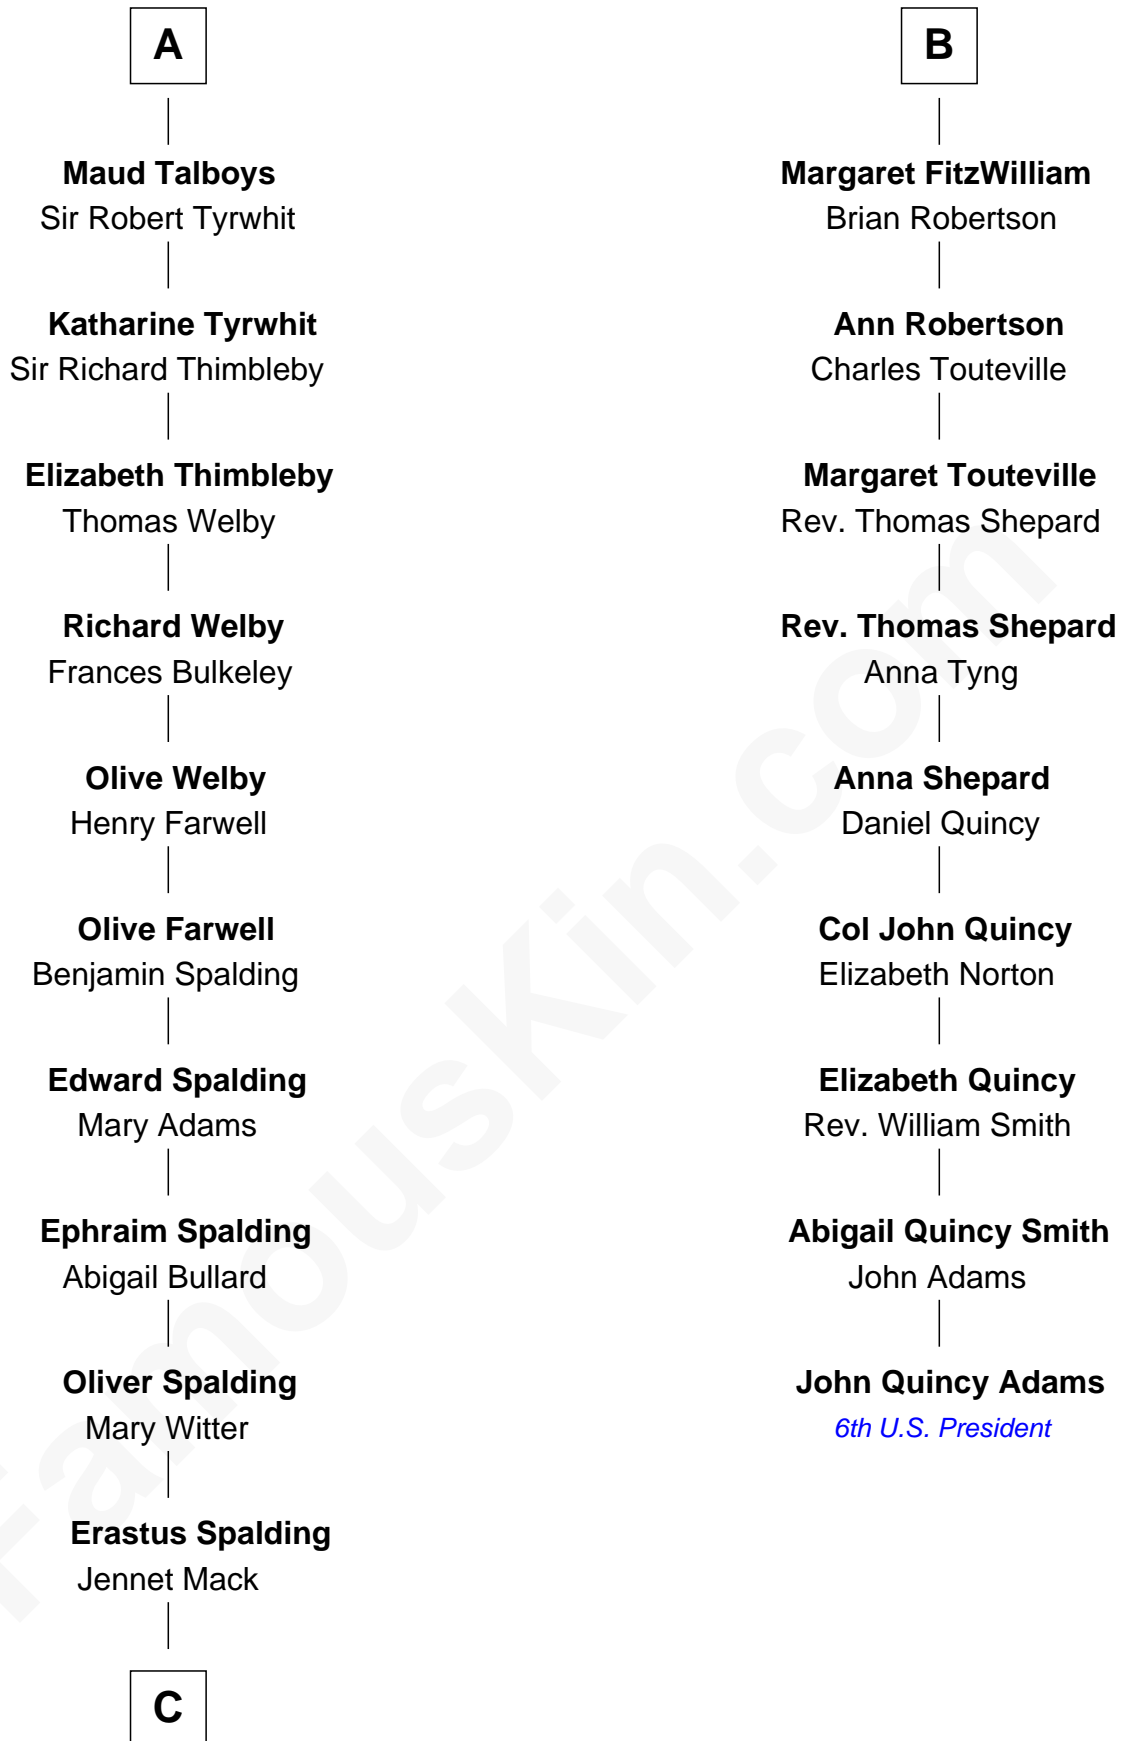 A
Maud Talboys
Sir Robert Tyrwhit
Katharine Tyrwhit
Sir Richard Thimbleby
Elizabeth Thimbleby
Thomas Welby
Richard Welby
Frances Bulkeley
Olive Welby
Henry Farwell
Olive Farwell
Benjamin Spalding
Edward Spalding
Mary Adams
Ephraim Spalding
Abigail Bullard
Oliver Spalding
Mary Witter
Erastus Spalding
Jennet Mack
C
B
Margaret FitzWilliam
Brian Robertson
Ann Robertson
Charles Touteville
Margaret Touteville
Rev. Thomas Shepard
Rev. Thomas Shepard
Anna Tyng
Anna Shepard
Daniel Quincy
Col John Quincy
Elizabeth Norton
Elizabeth Quincy
Rev. William Smith
Abigail Quincy Smith
John Adams
John Quincy Adams
6th U.S. President
FamousKin.com